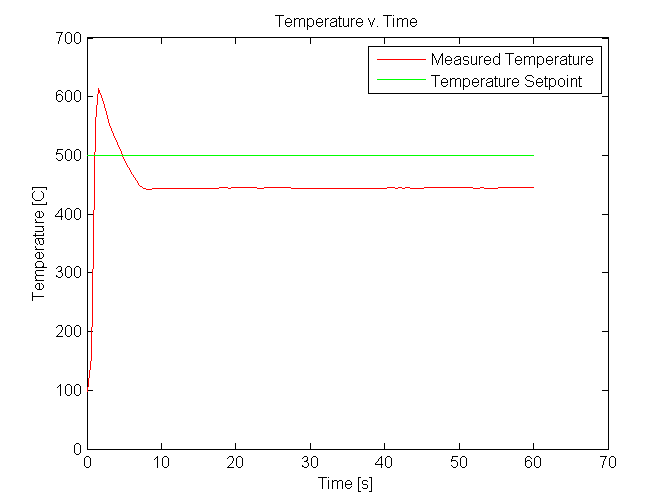 Temperature v. Time
Measured Temperature
Temperature Setpoint
Temperature [C]
700
600
500
400
300
200
100
0
0 10 20 30 40 50 60 70
Time [s]